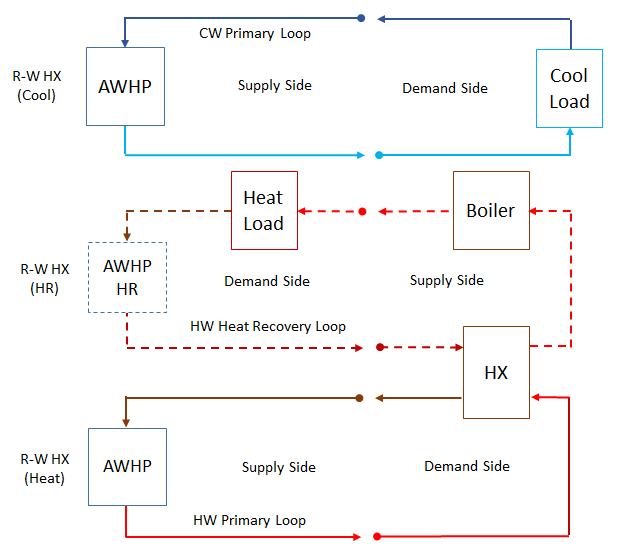 CW Primary Loop
R-W HX
(Cool)
AWHP
Supply Side
Demand Side
Cool
Load
Heat
Load
Boiler
R-W HX
(HR)
AWHP
HR
Demand Side
Supply Side
HW Heat Recovery Loop
HX
R-W HX
(Heat)
AWHP
Supply Side
Demand Side
HW Primary Loop